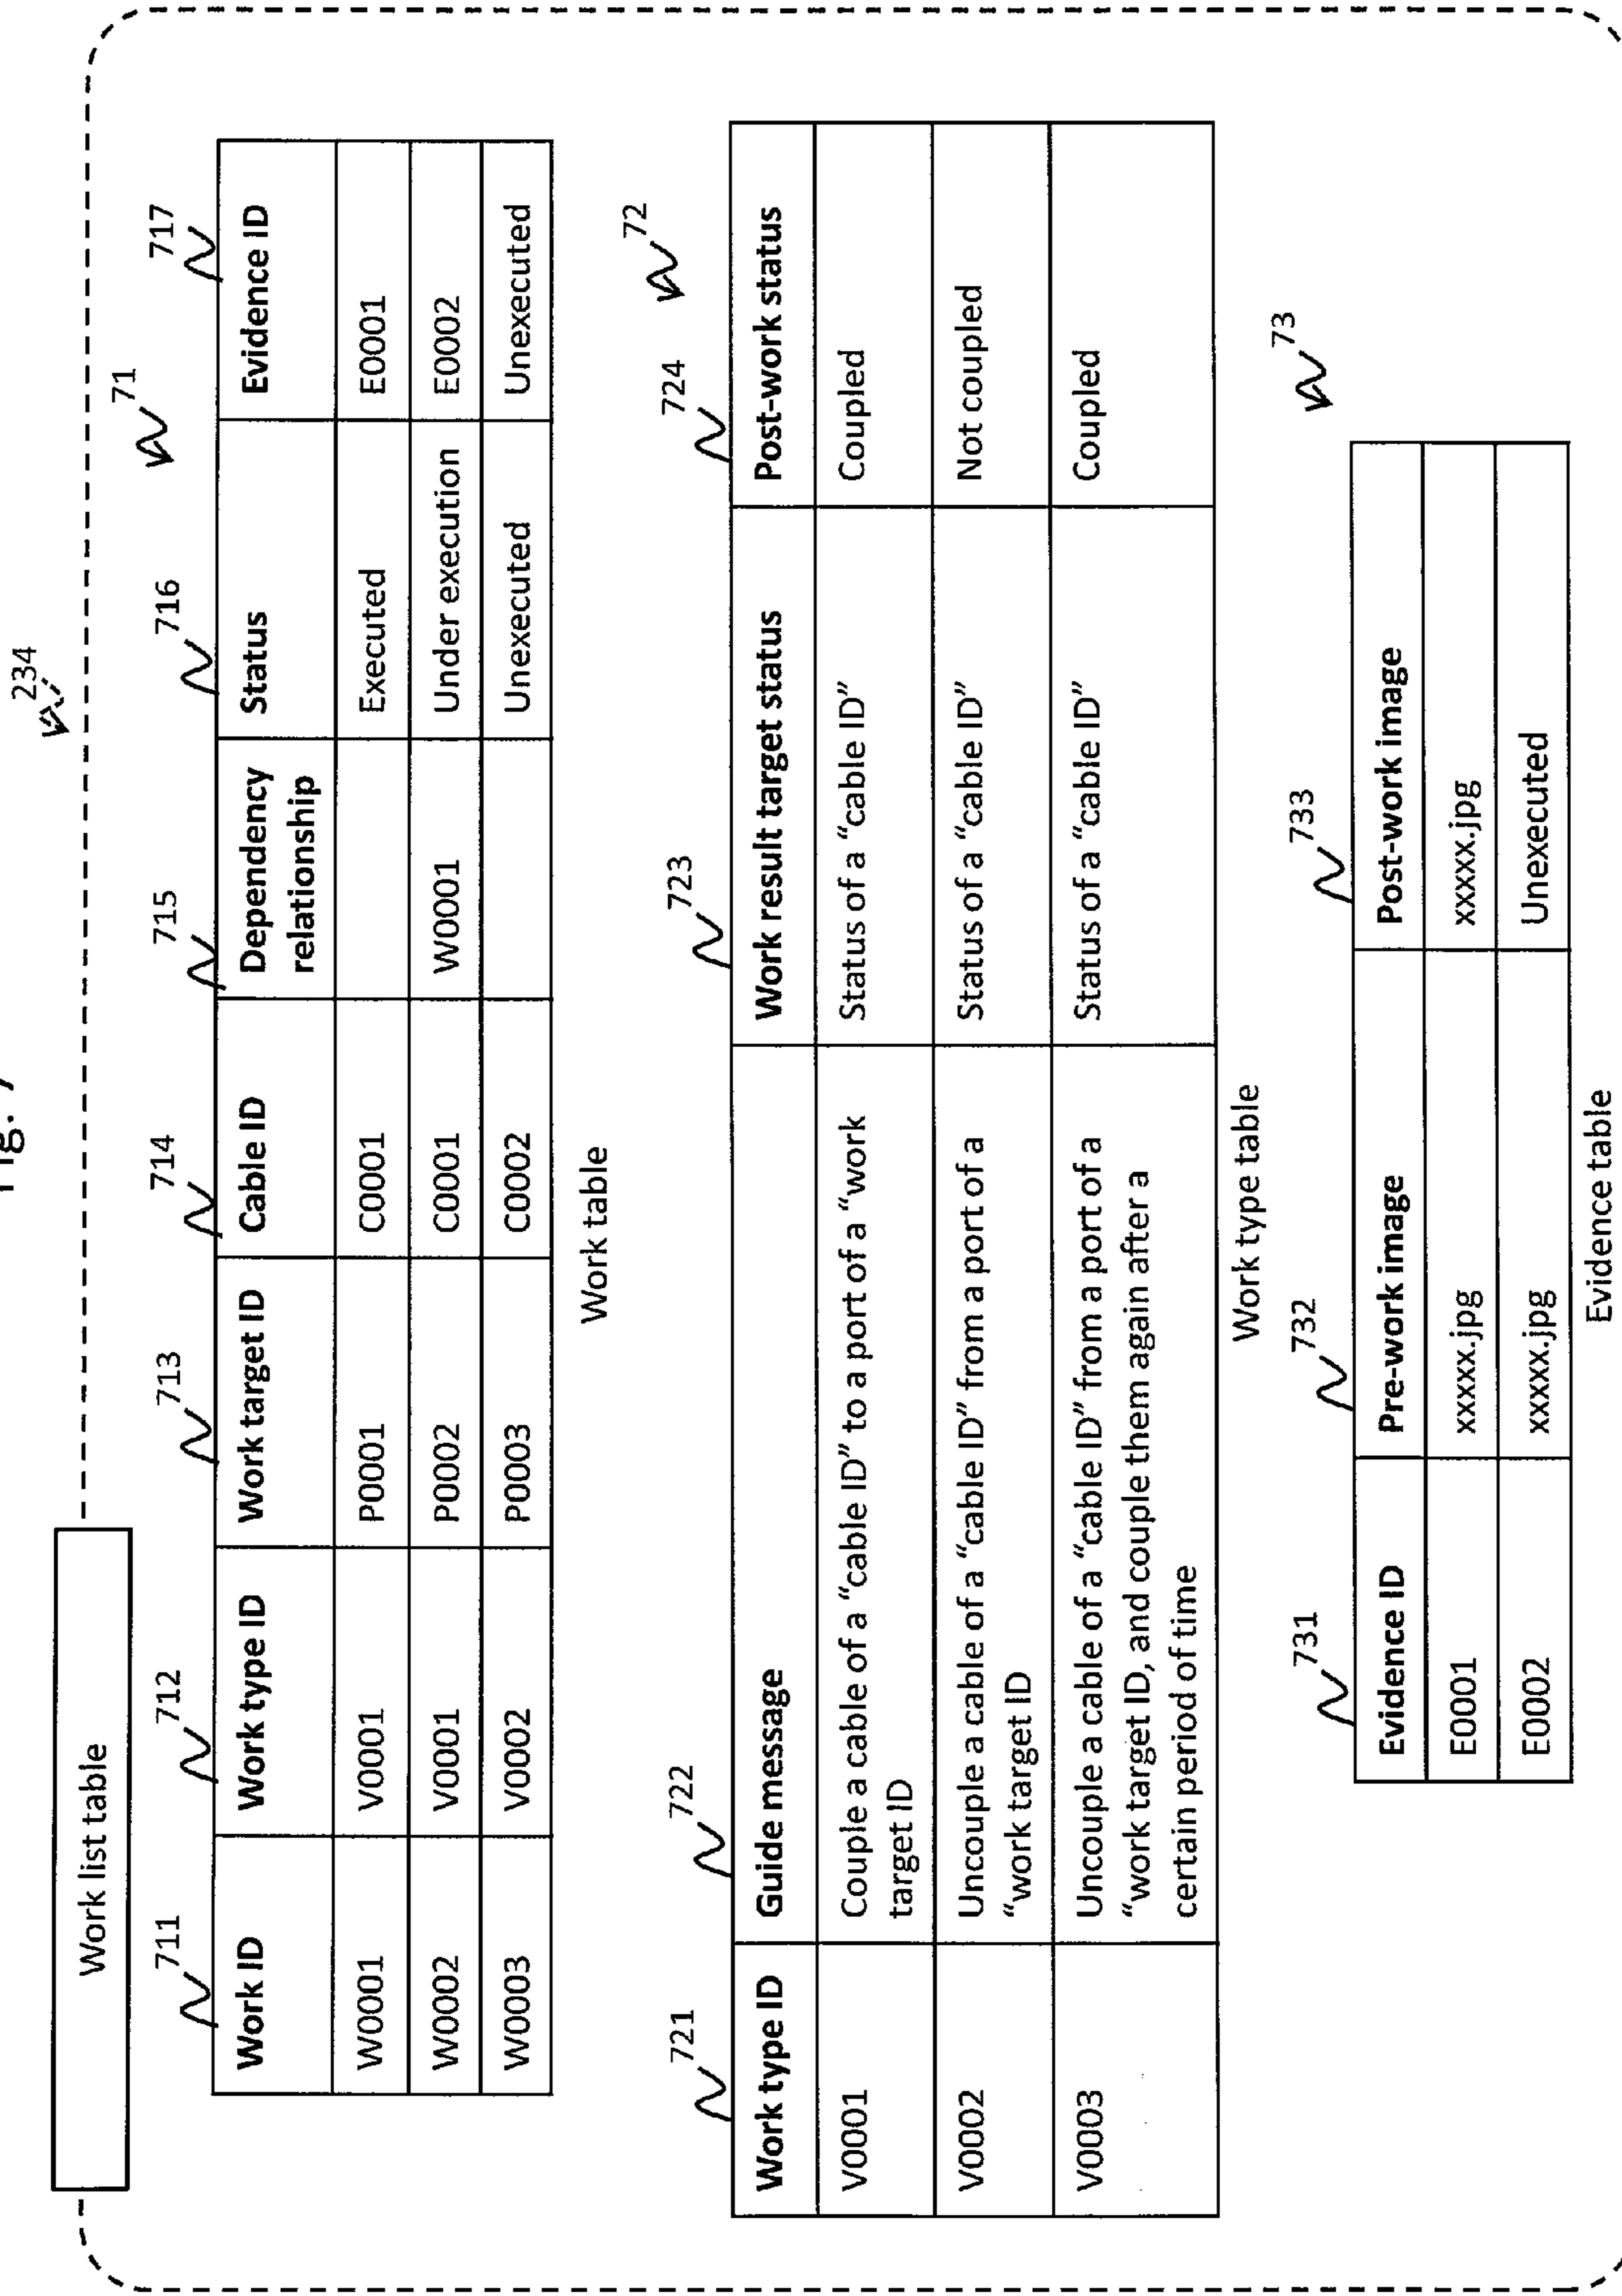 Fig. 7
234
Work list table
71
711 712 713 714 715 716 717
Work ID Work type ID Work target ID Cable ID Dependency relationship Status Evidence ID
W0001 V0001 P0001 C0001 Executed E0001
W0002 V0001 P0002 C0001 W0001 Under execution E0002
W0003 V0002 P0003 C0002 Unexecuted Unexecuted
Work table
72
721 722 723 724
Work type ID Guide message Work result target status Post-work status
V0001 Couple a cable of a “cable ID” to a port of a “work Status of a “cable ID” Coupled
target ID
V0002 Uncouple a cable of a “cable ID” from a port of a Status of a “cable ID” Not coupled
“work target ID
V0003 Uncouple a cable of a “cable ID” from a port of a Status of a “cable ID” Coupled
“work target ID, and couple them again after a
certain period of time
Work type table
73
731 732 733
Evidence ID Pre-work image Post-work image
E0001 xxxxx.jpg xxxxx.jpg
E0002 xxxxx.jpg Unexecuted
Evidence table